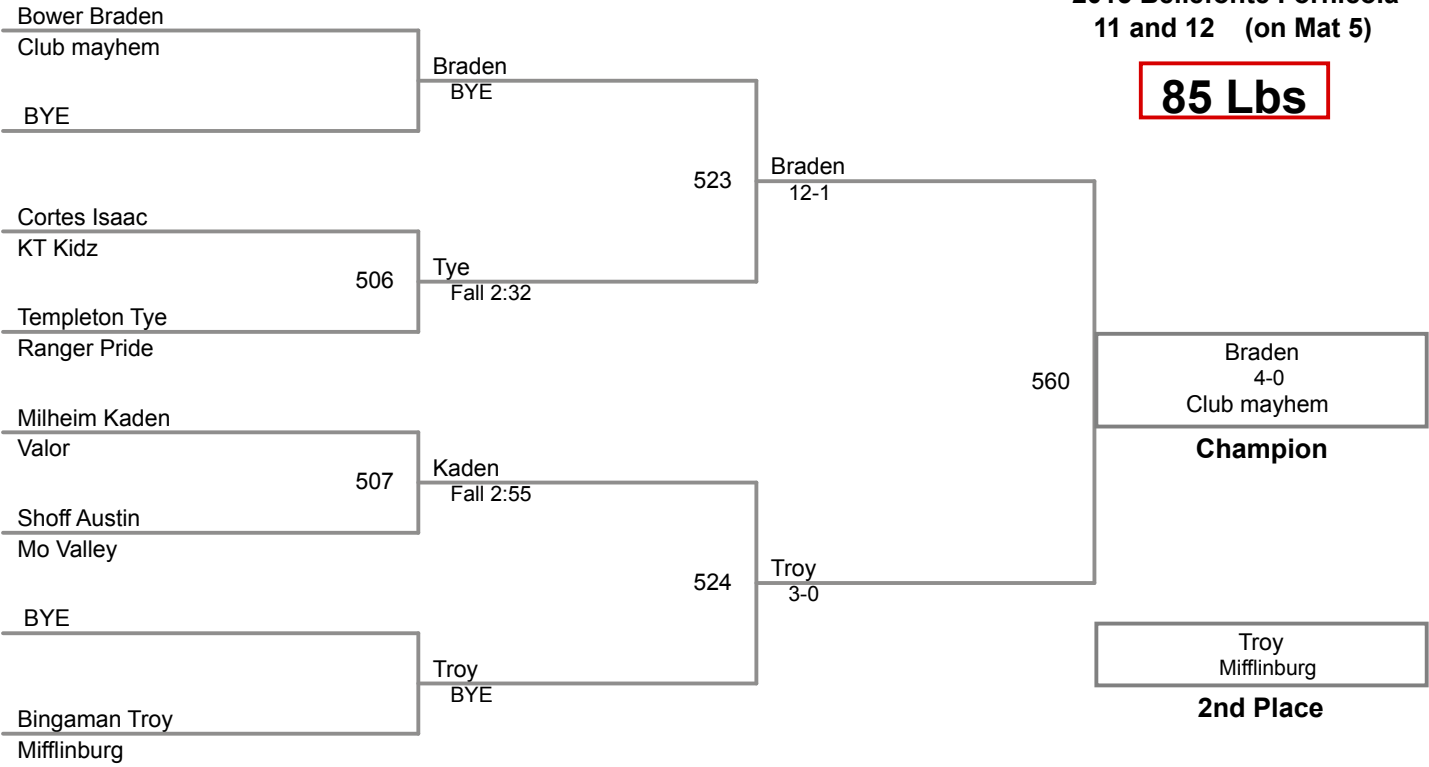 11 and 12 (on Mat 5)
85 Lbs
Bower Braden
Club mayhem
BYE
Cortes Isaac
KT Kidz
Templeton Tye
Ranger Pride
Milheim Kaden
Valor
Shoff Austin
Mo Valley
BYE
Bingaman Troy
Mifflinburg
506
507
Braden
BYE
Tye
Fall 2:32
Kaden
Fall 2:55
Troy
BYE
523
524
Braden
12-1
Troy
3-0
560
Braden
4-0
Club mayhem
Champion
Troy
Mifflinburg
2nd Place